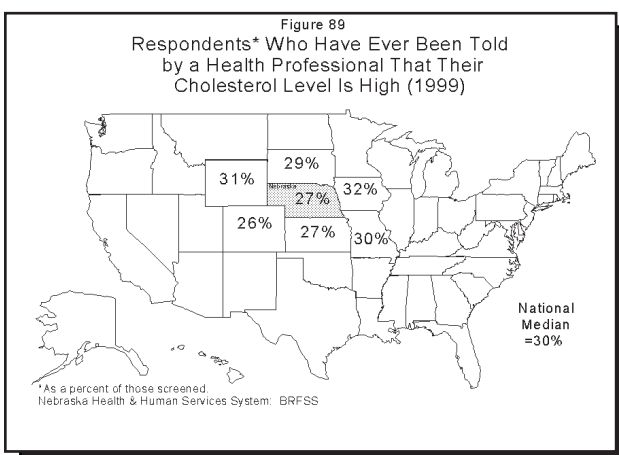 Figure 89
Respondents* Who Have Ever Been Told
by a Health Professional That Their
Cholesterol Level Is High (1999)
29%
31%
Nebraska
32%
27%
26%
27%
30%
National
Median
=30%
*As a percent of those screened.
Nebraska Health & Human Services System: BRFSS